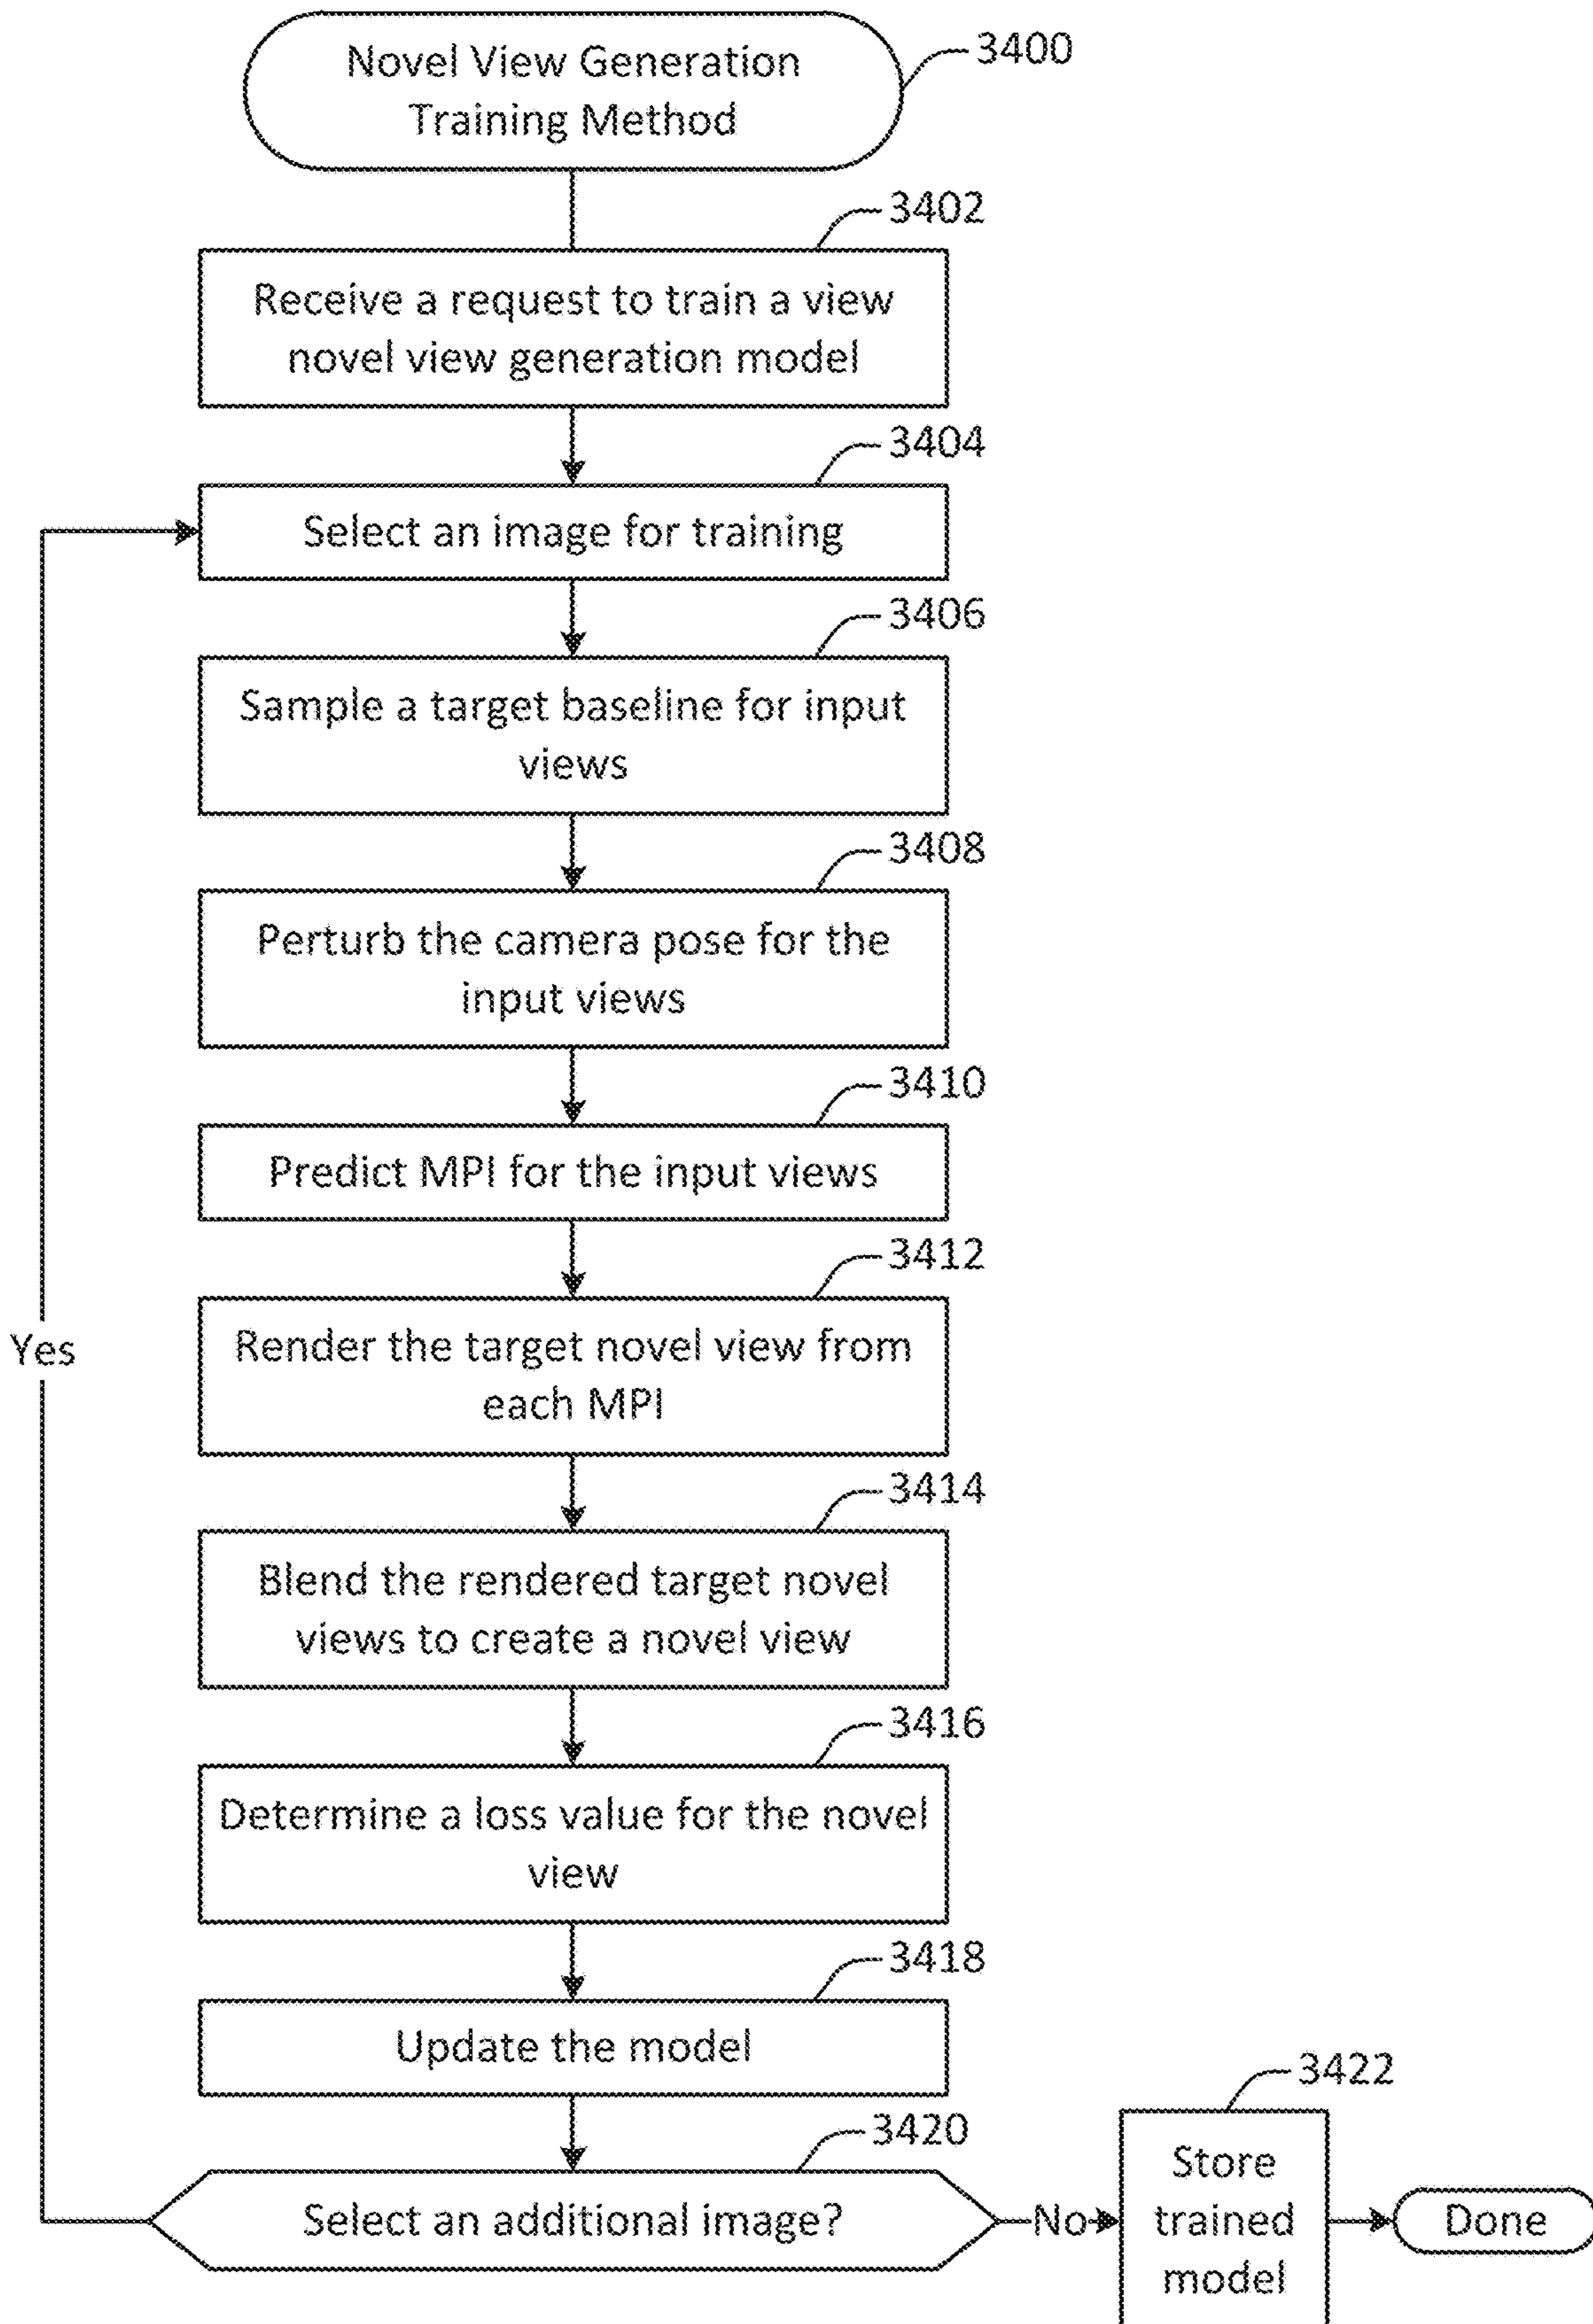 Novel View Generation
Training Method
3400
3402
Receive a request to train a view
novel view generation model
3404
Select an image for training
3406
Sample a target baseline for input
views
3408
Perturb the camera pose for the
input views
3410
Predict MPI for the input views
3412
Render the target novel view from
each MPI
Yes
3414
Blend the rendered target novel
views to create a novel view
3416
Determine a loss value for the novel
view
3418
Update the model
3420
Select an additional image?
No
3422
Store
trained
model
Done